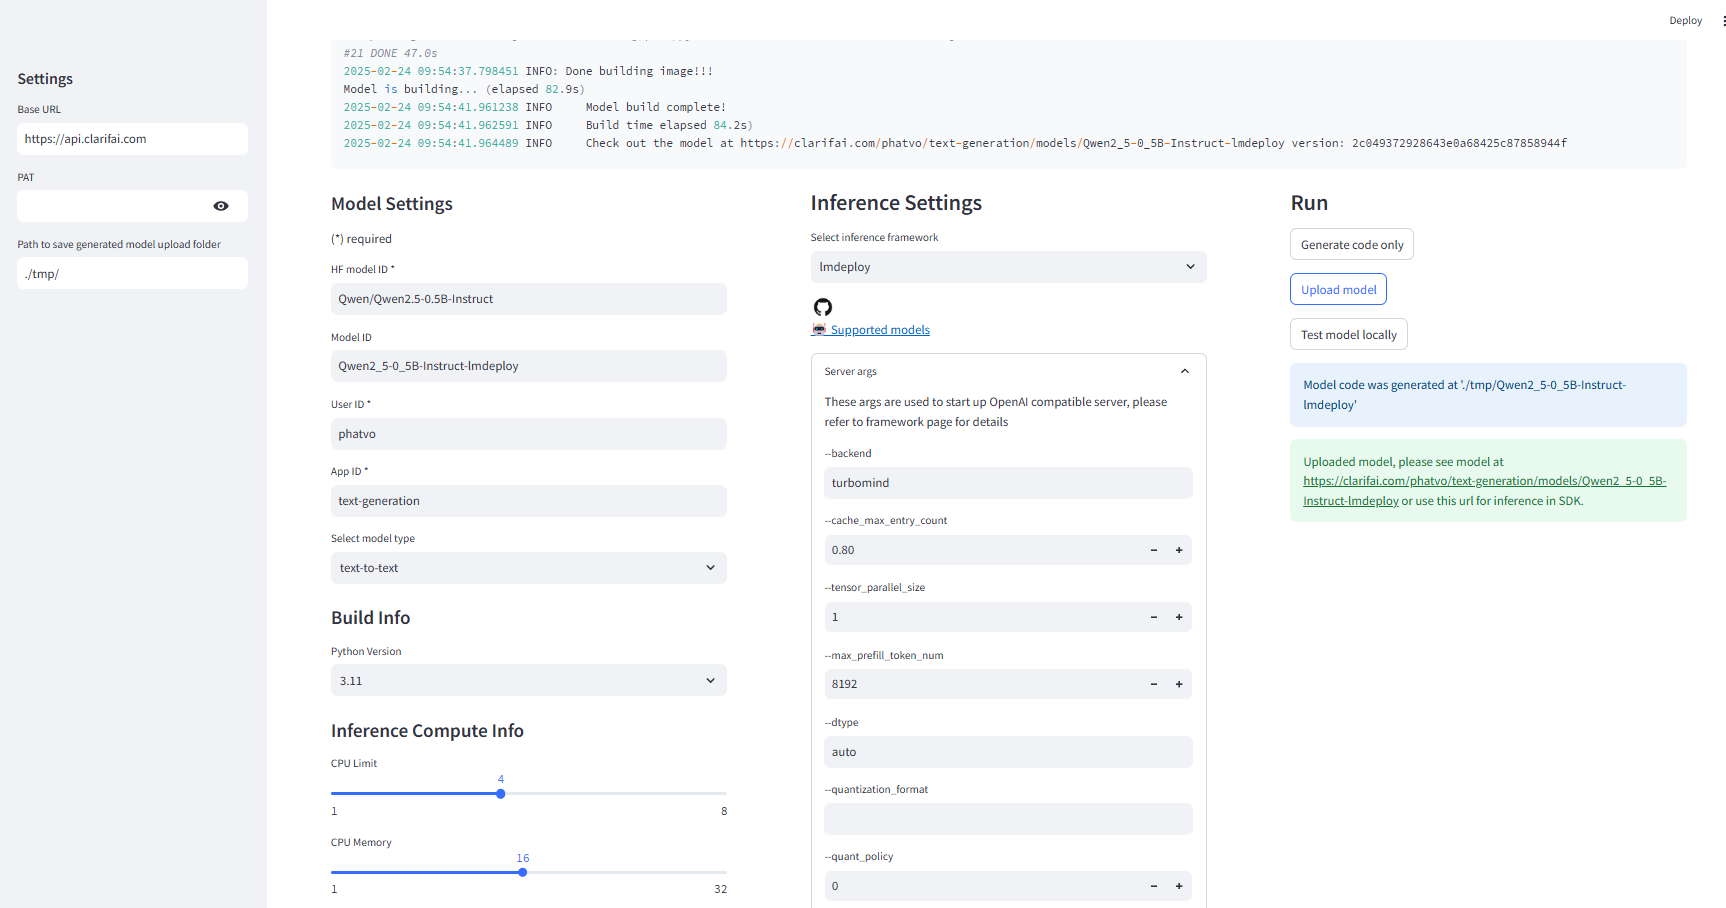 Deploy
Settings
Base URL
https://api.clarifai.com
PAT
Path to save generated model upload folder
./tmp/
#21 DONE 47.0s
2025-02-24 09:54:37.798451 INFO: Done building image!!!
Model is building... (elapsed 82.9s)
2025-02-24 09:54:41.961238 INFO     Model build complete!
2025-02-24 09:54:41.962591 INFO     Build time elapsed 84.2s)
2025-02-24 09:54:41.964489 INFO     Check out the model at https://clarifai.com/phatvo/text-generation/models/Qwen2_5-0_5B-Instruct-lmdeploy version: 2c049372928643e0a68425c87858944f
Model Settings
(*) required
HF model ID *
Qwen/Qwen2.5-0.5B-Instruct
Model ID
Qwen2_5-0_5B-Instruct-lmdeploy
User ID *
phatvo
App ID *
text-generation
Select model type
text-to-text
Build Info
Python Version
3.11
Inference Compute Info
CPU Limit
4
1 8
CPU Memory
16
1 32
Inference Settings
Select inference framework
lmdeploy
Supported models
Server args
These args are used to start up OpenAI compatible server, please
refer to framework page for details
--backend
turbomind
--cache_max_entry_count
0.80
--tensor_parallel_size
1
--max_prefill_token_num
8192
--dtype
auto
--quantization_format
--quant_policy
0
Run
Generate code only
Upload model
Test model locally
Model code was generated at './tmp/Qwen2_5-0_5B-Instruct-
lmdeploy'
Uploaded model, please see model at
https://clarifai.com/phatvo/text-generation/models/Qwen2_5-0_5B-
Instruct-lmdeploy or use this url for inference in SDK.